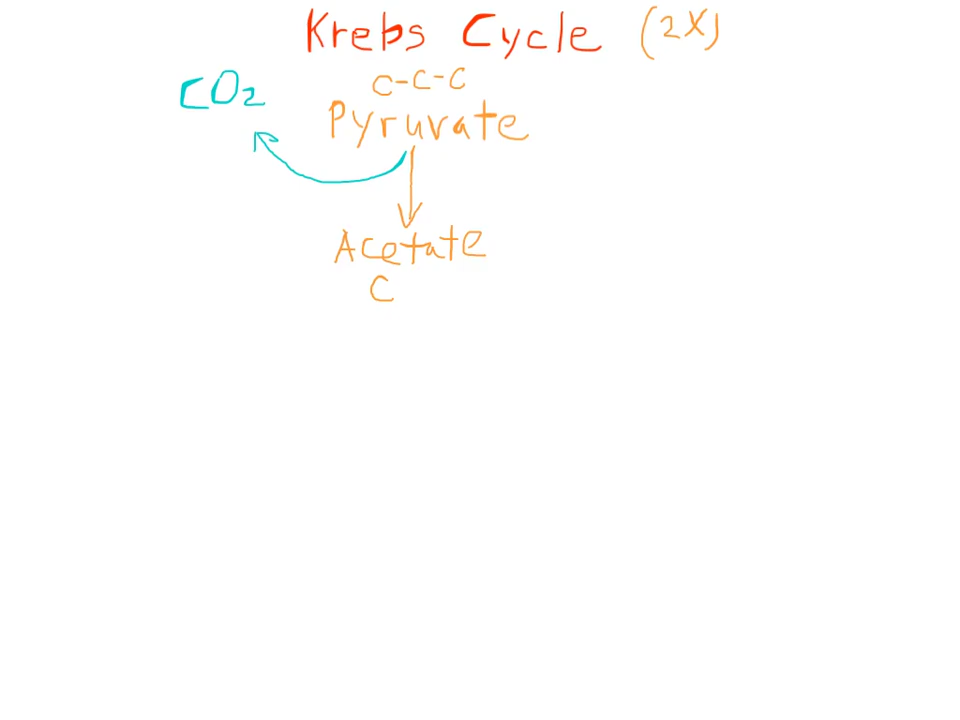 Krebs Cycle (2X)
C-C-C
CO2
Pyruvate
Acetate
C